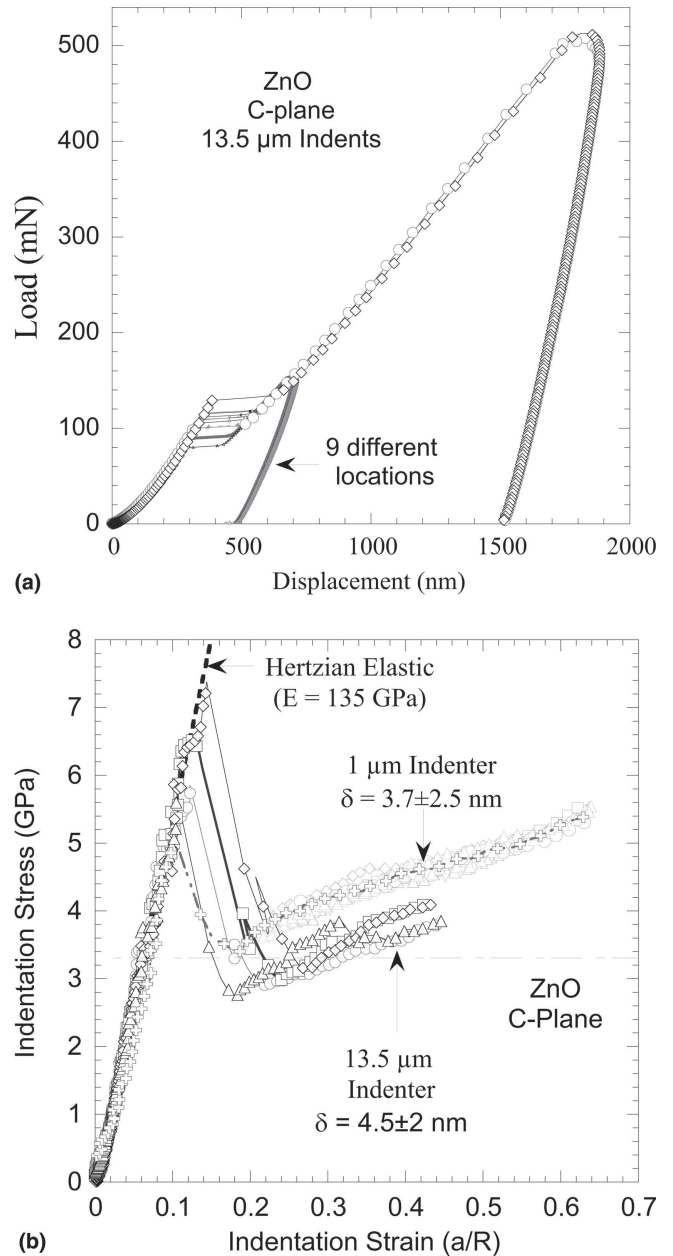 500
400
300
200
100
0
Load (mN)
ZnO
C-plane
13.5 µm Indents
9 different
locations
0
500
1000
1500
2000
Displacement (nm)
(a)
8
7
6
5
4
3
2
1
0
Indentation Stress (GPa)
Hertzian Elastic
(E = 135 GPa)
1 µm Indenter
δ = 3.7±2.5 nm
ZnO
C-Plane
13.5 µm
Indenter
δ = 4.5±2 nm
0
0.1
0.2
0.3
0.4
0.5
0.6
0.7
Indentation Strain (a/R)
(b)